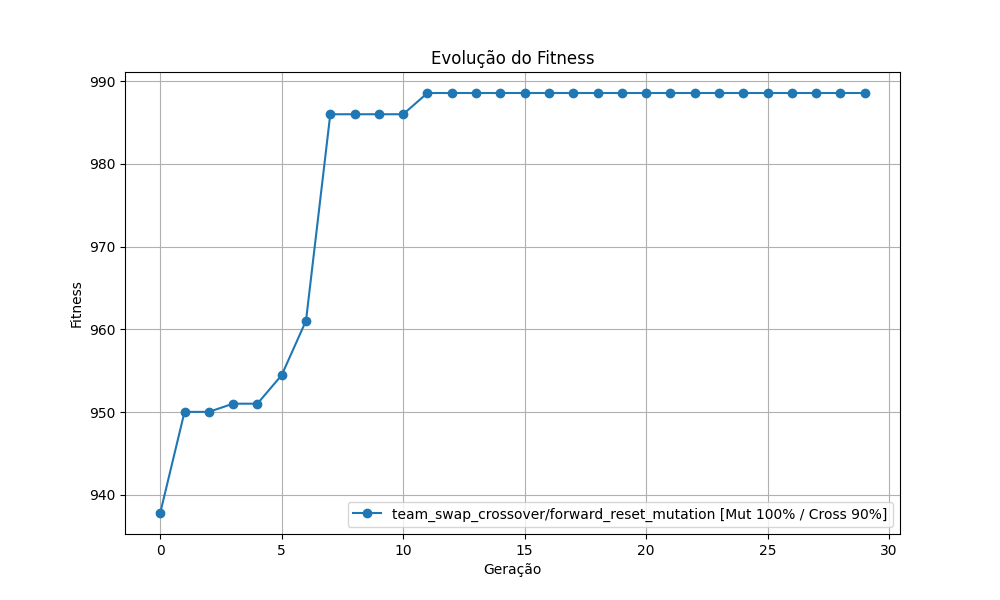 Evolução do Fitness
Fitness
990
980
970
960
950
940
0 5 10 15 20 25 30
Geração
team_swap_crossover/forward_reset_mutation [Mut 100% / Cross 90%]